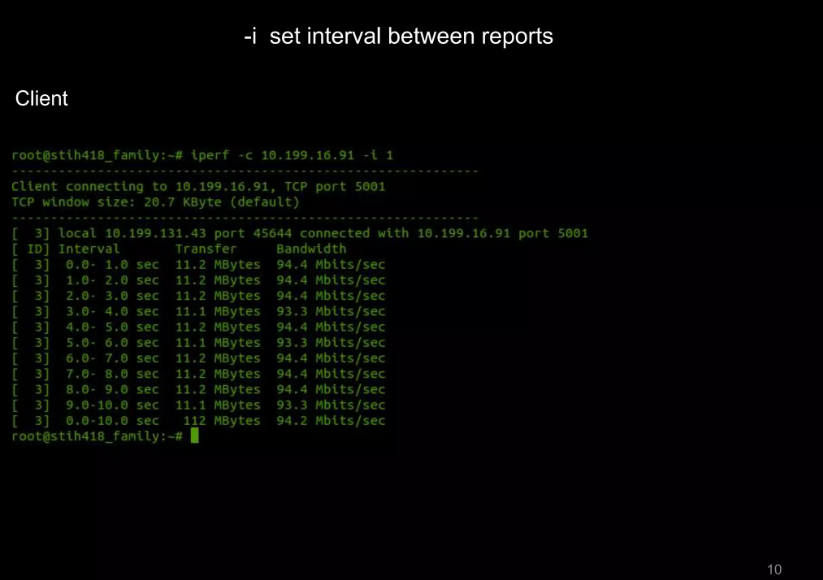 -i  set interval between reports
Client
root@stih418_family:~# iperf -c 10.199.16.91 -i 1
------------------------------------------------------------
Client connecting to 10.199.16.91, TCP port 5001
TCP window size: 20.7 KByte (default)
------------------------------------------------------------
[  3] local 10.199.131.43 port 45644 connected with 10.199.16.91 port 5001
[ ID] Interval       Transfer     Bandwidth
[  3]  0.0- 1.0 sec  11.2 MBytes  94.4 Mbits/sec
[  3]  1.0- 2.0 sec  11.2 MBytes  94.4 Mbits/sec
[  3]  2.0- 3.0 sec  11.2 MBytes  94.4 Mbits/sec
[  3]  3.0- 4.0 sec  11.1 MBytes  93.3 Mbits/sec
[  3]  4.0- 5.0 sec  11.2 MBytes  94.4 Mbits/sec
[  3]  5.0- 6.0 sec  11.1 MBytes  93.3 Mbits/sec
[  3]  6.0- 7.0 sec  11.2 MBytes  94.4 Mbits/sec
[  3]  7.0- 8.0 sec  11.2 MBytes  94.4 Mbits/sec
[  3]  8.0- 9.0 sec  11.2 MBytes  94.4 Mbits/sec
[  3]  9.0-10.0 sec  11.1 MBytes  93.3 Mbits/sec
[  3]  0.0-10.0 sec   112 MBytes  94.2 Mbits/sec
root@stih418_family:~#
10